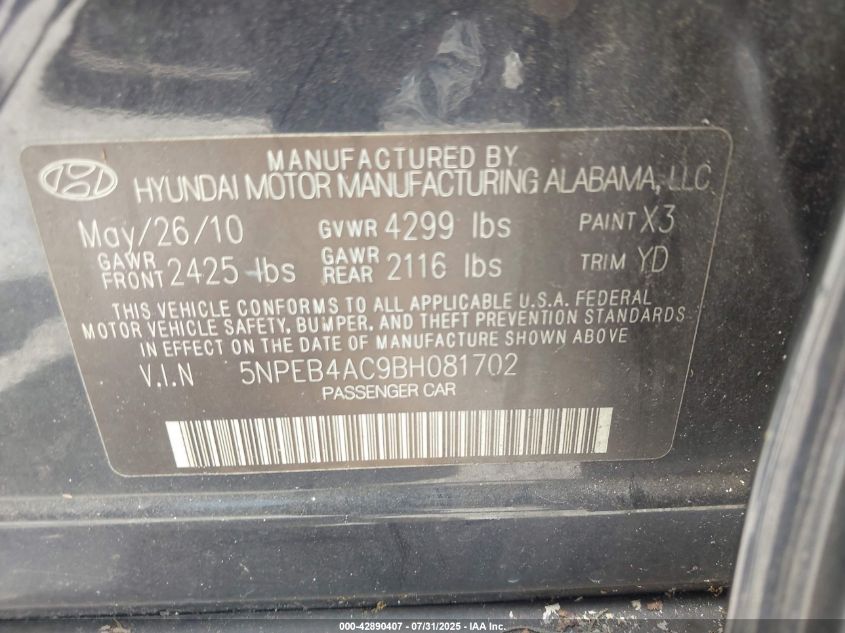 MANUFACTURED BY
HYUNDAI MOTOR MANUFACTURING ALABAMA, LLC
May/26/10 GVWR 4299 lbs PAINT X3
GAWR FRONT 2425 lbs GAWR REAR 2116 lbs TRIM YD
THIS VEHICLE CONFORMS TO ALL APPLICABLE U.S.A. FEDERAL
MOTOR VEHICLE SAFETY, BUMPER, AND THEFT PREVENTION STANDARDS
IN EFFECT ON THE DATE OF MANUFACTURE SHOWN ABOVE
V.I.N 5NPEB4AC9BH081702
PASSENGER CAR
000-42890407 - 07/31/2025 - IAA, Inc.